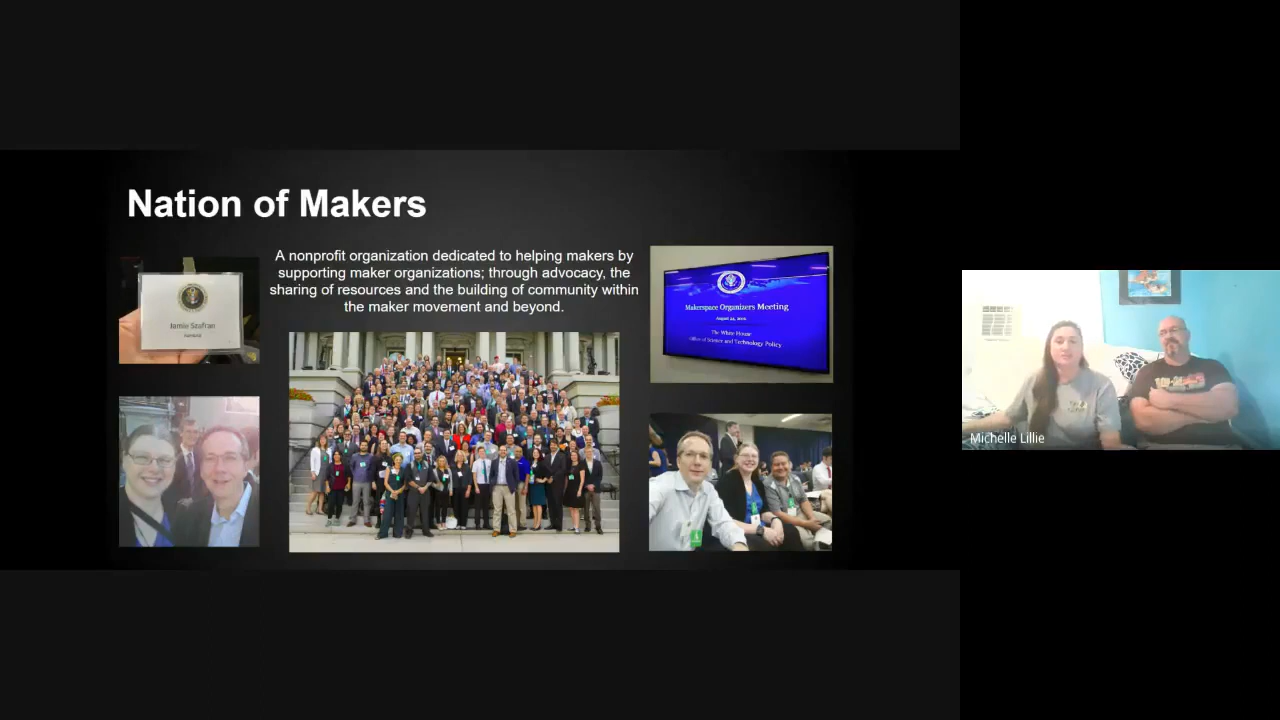 Nation of Makers
A nonprofit organization dedicated to helping makers by
supporting maker organizations; through advocacy, the
sharing of resources and the building of community within
the maker movement and beyond.
Jamie Szafran
Makerspace Organizers Meeting
The White House
Office of Science and Technology Policy
Michelle Lillie